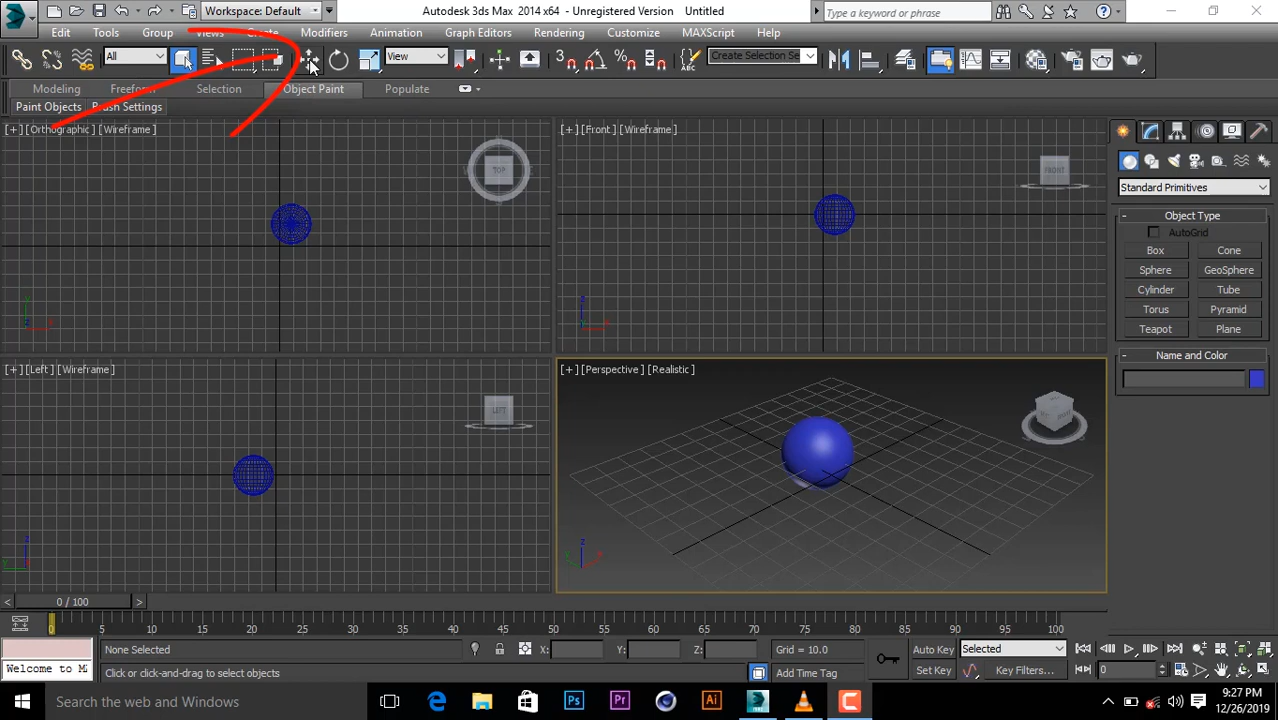 Workspace: Default
Autodesk 3ds Max 2014 x64 - Unregistered Version Untitled
Type a keyword or phrase
Edit Tools Group Views Create Modifiers Animation Graph Editors Rendering Customize MAXScript Help
All
View
Create Selection Se
Modeling Freeform Selection Object Paint Populate
Paint Objects Brush Settings
[+] [Orthographic] [Wireframe]
TOP
[+] [Front] [Wireframe]
FRONT
Standard Primitives
Object Type
AutoGrid
Box Cone
Sphere GeoSphere
Cylinder Tube
Torus Pyramid
Teapot Plane
Name and Color
[+] [Left] [Wireframe]
LEFT
[+] [Perspective] [Realistic]
0 / 100
0 5 10 15 20 25 30 35 40 45 50 55 60 65 70 75 80 85 90 95 100
None Selected
X: Y: Z:
Grid = 10.0
Auto Key Selected
Welcome to M
Click or click-and-drag to select objects
Add Time Tag
Set Key Key Filters...
0
Search the web and Windows
9:27 PM
12/26/2019